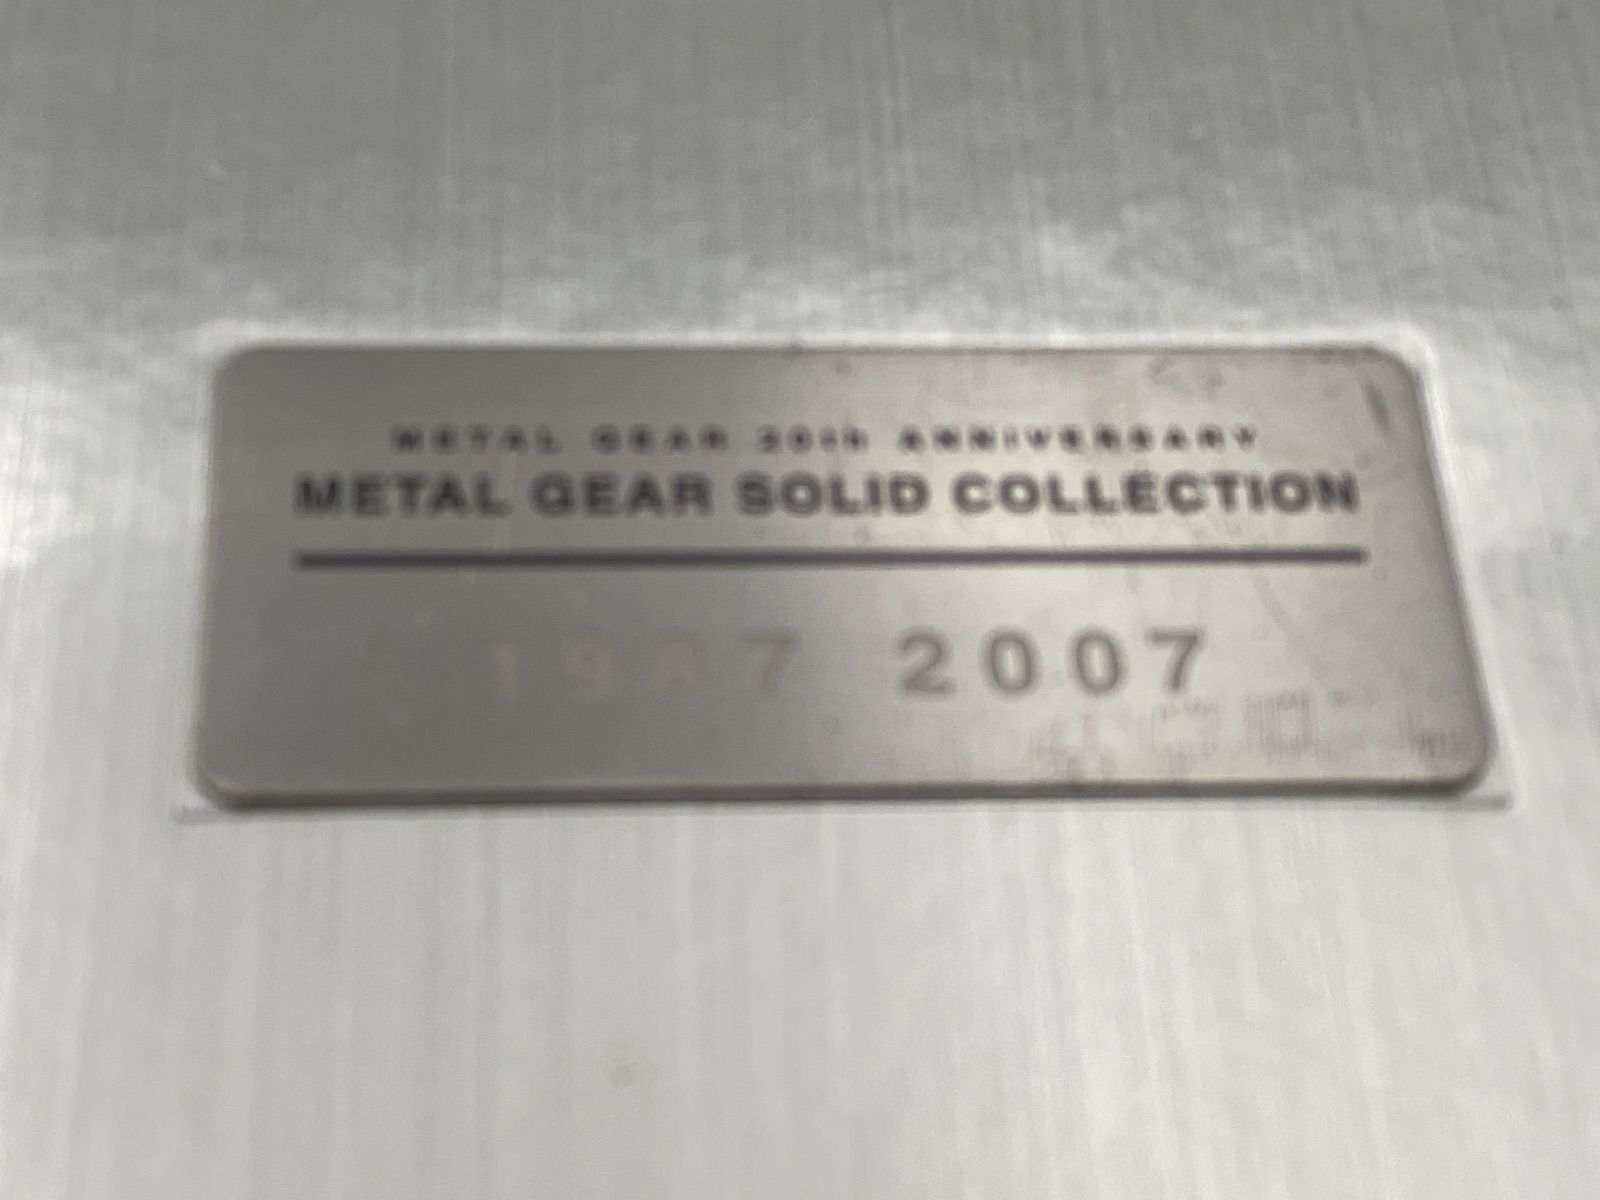 METAL GEAR 20th ANNIVERSARY
METAL GEAR SOLID COLLECTION
1987 2007